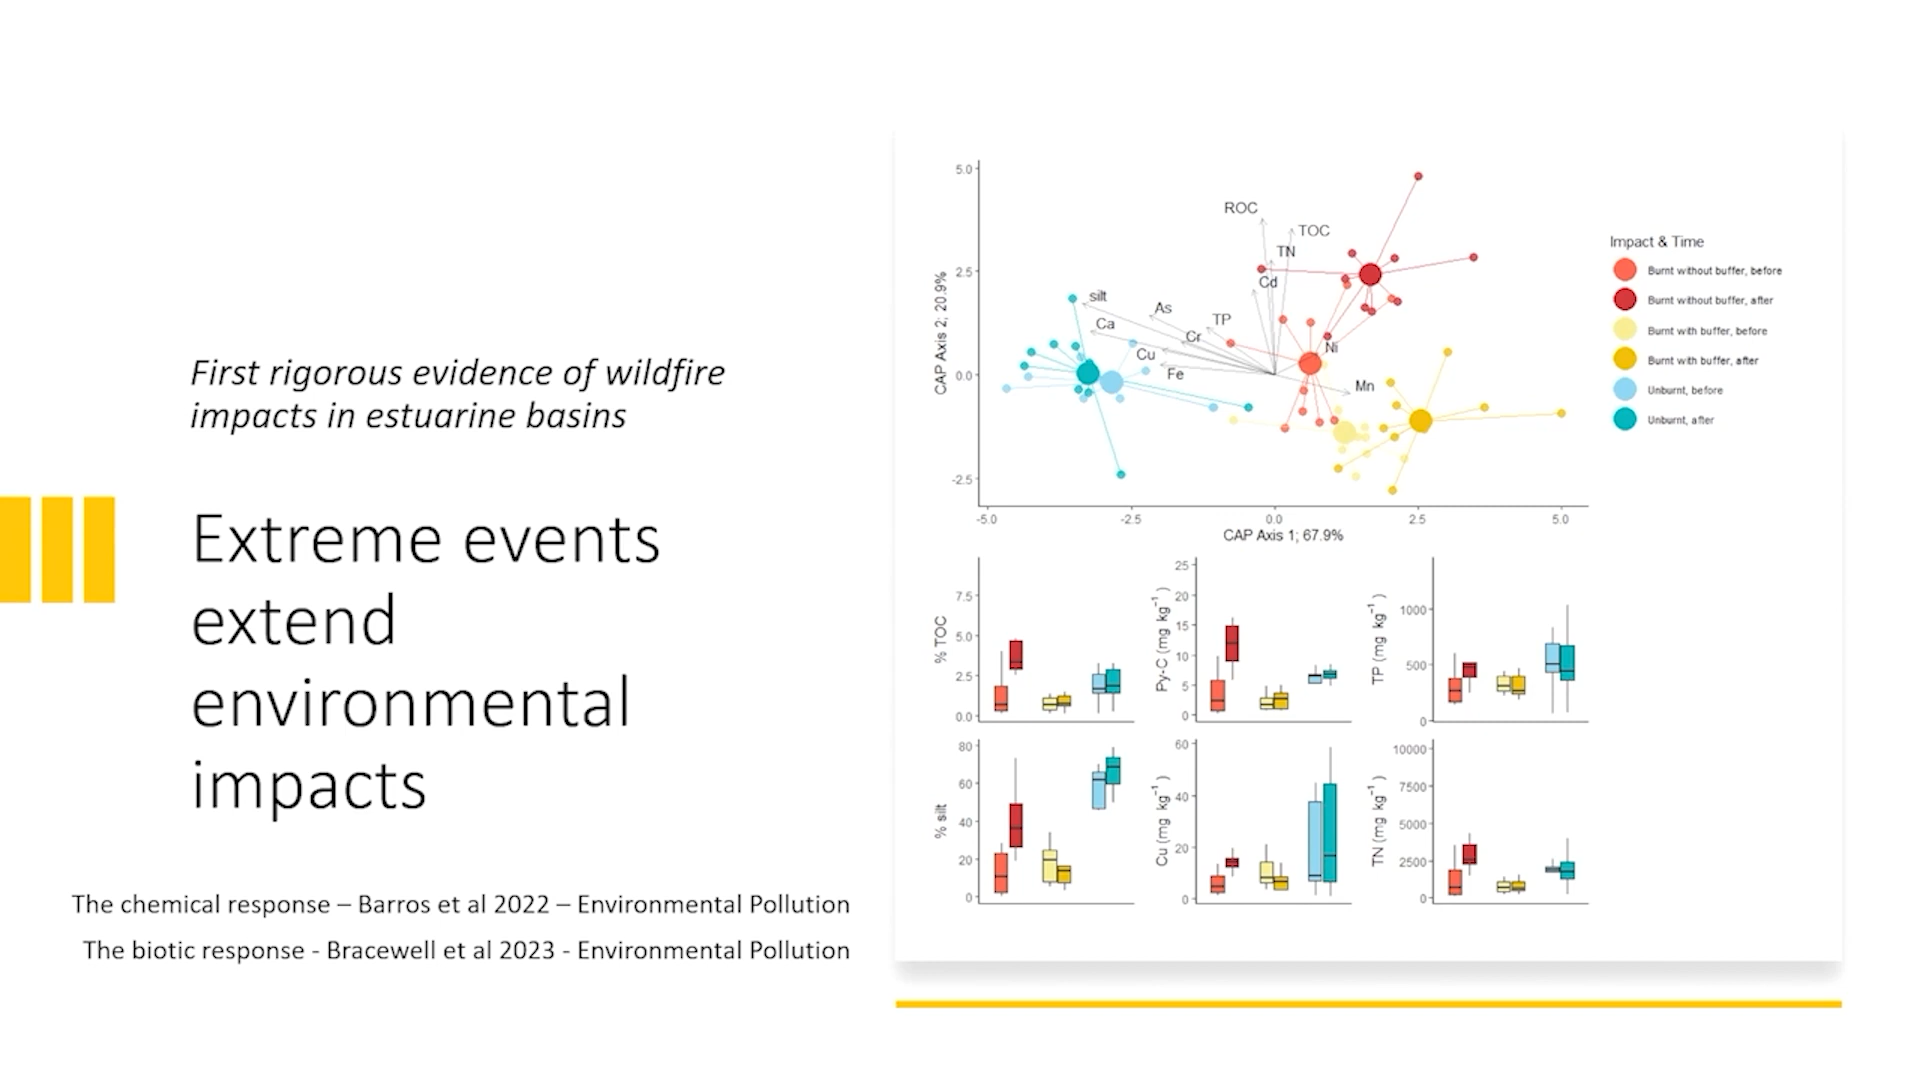 First rigorous evidence of wildfire
impacts in estuarine basins
Extreme events
extend
environmental
impacts
The chemical response – Barros et al 2022 – Environmental Pollution
The biotic response - Bracewell et al 2023 - Environmental Pollution
CAP Axis 2; 20.9%
5.0
2.5
0.0
-2.5
ROC
TOC
TN
Cd
silt
As
Ca
TP
Cr
Cu
Ni
Fe
Mn
-5.0 -2.5 0.0 2.5 5.0
CAP Axis 1; 67.9%
Impact & Time
Burnt without buffer, before
Burnt without buffer, after
Burnt with buffer, before
Burnt with buffer, after
Unburnt, before
Unburnt, after
% TOC
7.5
5.0
2.5
0.0
Py-C (mg kg⁻¹ )
25
20
15
10
5
0
TP (mg kg⁻¹ )
1000
500
0
% silt
80
60
40
20
0
Cu (mg kg⁻¹ )
60
40
20
0
TN (mg kg⁻¹ )
10000
7500
5000
2500
0